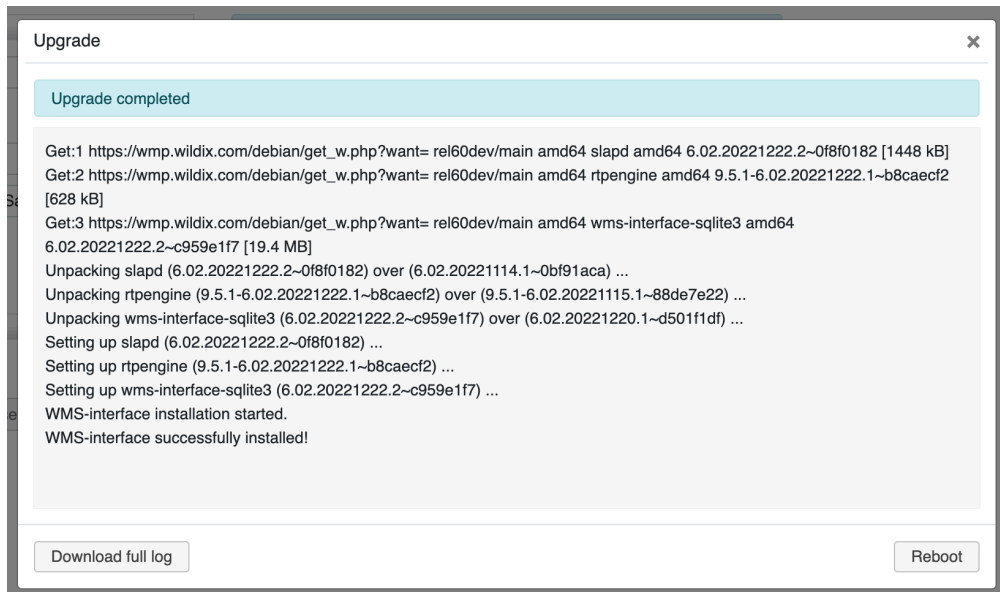 Upgrade
×
Upgrade completed
Get:1 https://wmp.wildix.com/debian/get_w.php?want= rel60dev/main amd64 slapd amd64 6.02.20221222.2~0f8f0182 [1448 kB]
Get:2 https://wmp.wildix.com/debian/get_w.php?want= rel60dev/main amd64 rtpengine amd64 9.5.1-6.02.20221222.1~b8caecf2
[628 kB]
Get:3 https://wmp.wildix.com/debian/get_w.php?want= rel60dev/main amd64 wms-interface-sqlite3 amd64
6.02.20221222.2~c959e1f7 [19.4 MB]
Unpacking slapd (6.02.20221222.2~0f8f0182) over (6.02.20221114.1~0bf91aca) ...
Unpacking rtpengine (9.5.1-6.02.20221222.1~b8caecf2) over (9.5.1-6.02.20221115.1~88de7e22) ...
Unpacking wms-interface-sqlite3 (6.02.20221222.2~c959e1f7) over (6.02.20221220.1~d501f1df) ...
Setting up slapd (6.02.20221222.2~0f8f0182) ...
Setting up rtpengine (9.5.1-6.02.20221222.1~b8caecf2) ...
Setting up wms-interface-sqlite3 (6.02.20221222.2~c959e1f7) ...
WMS-interface installation started.
WMS-interface successfully installed!
Download full log
Reboot